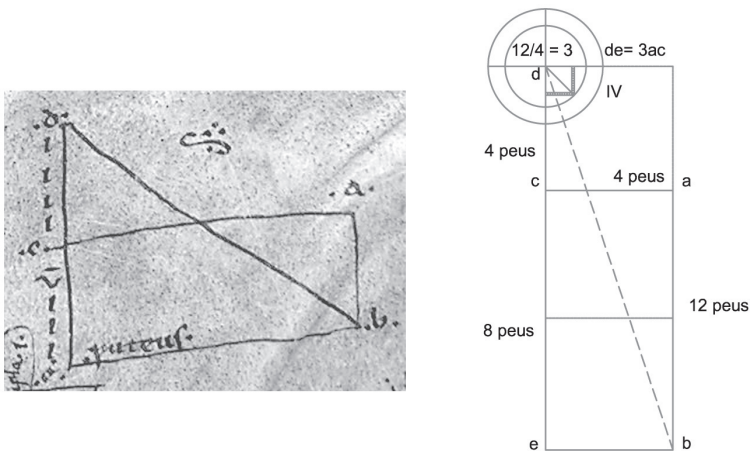 .d.
.a.
.c.
.b.
.puteus.
12/4 = 3
de= 3ac
d
IV
4 peus
4 peus
c
a
12 peus
8 peus
e
b